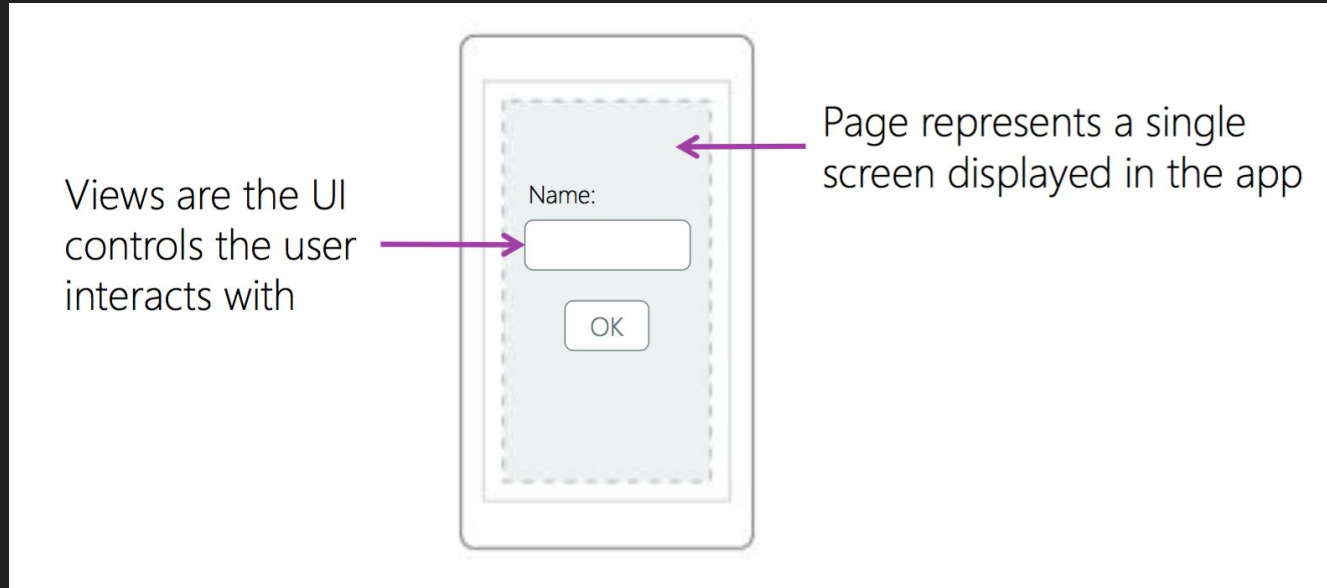 Page represents a single
screen displayed in the app
Views are the UI
controls the user
interacts with
Name:
OK